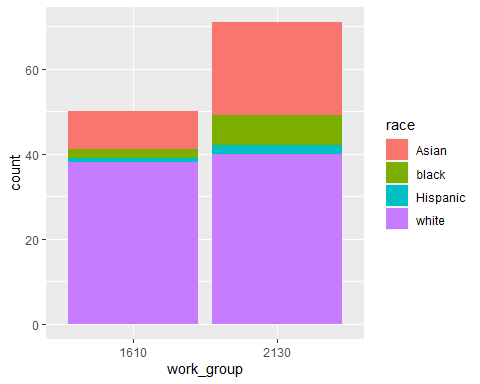 60
40
20
0
count
1610
2130
work_group
race
Asian
black
Hispanic
white